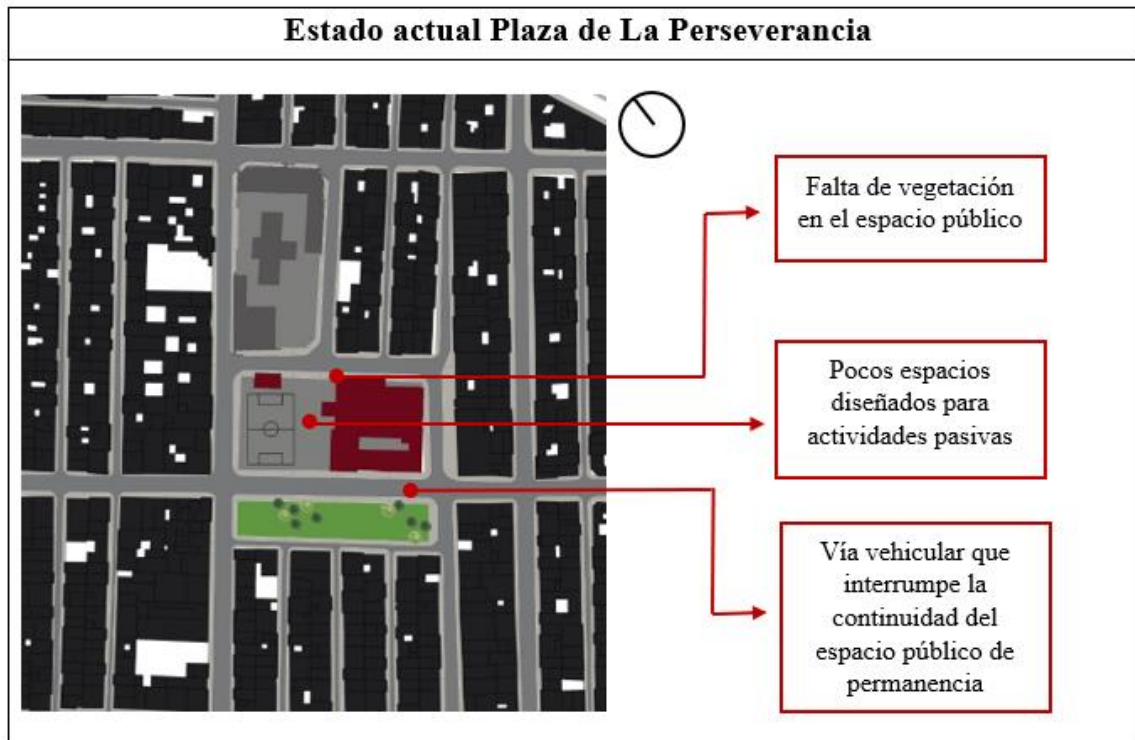 Estado actual Plaza de La Perseverancia
Falta de vegetación
en el espacio público
Pocos espacios
diseñados para
actividades pasivas
Vía vehicular que
interrumpe la
continuidad del
espacio público de
permanencia